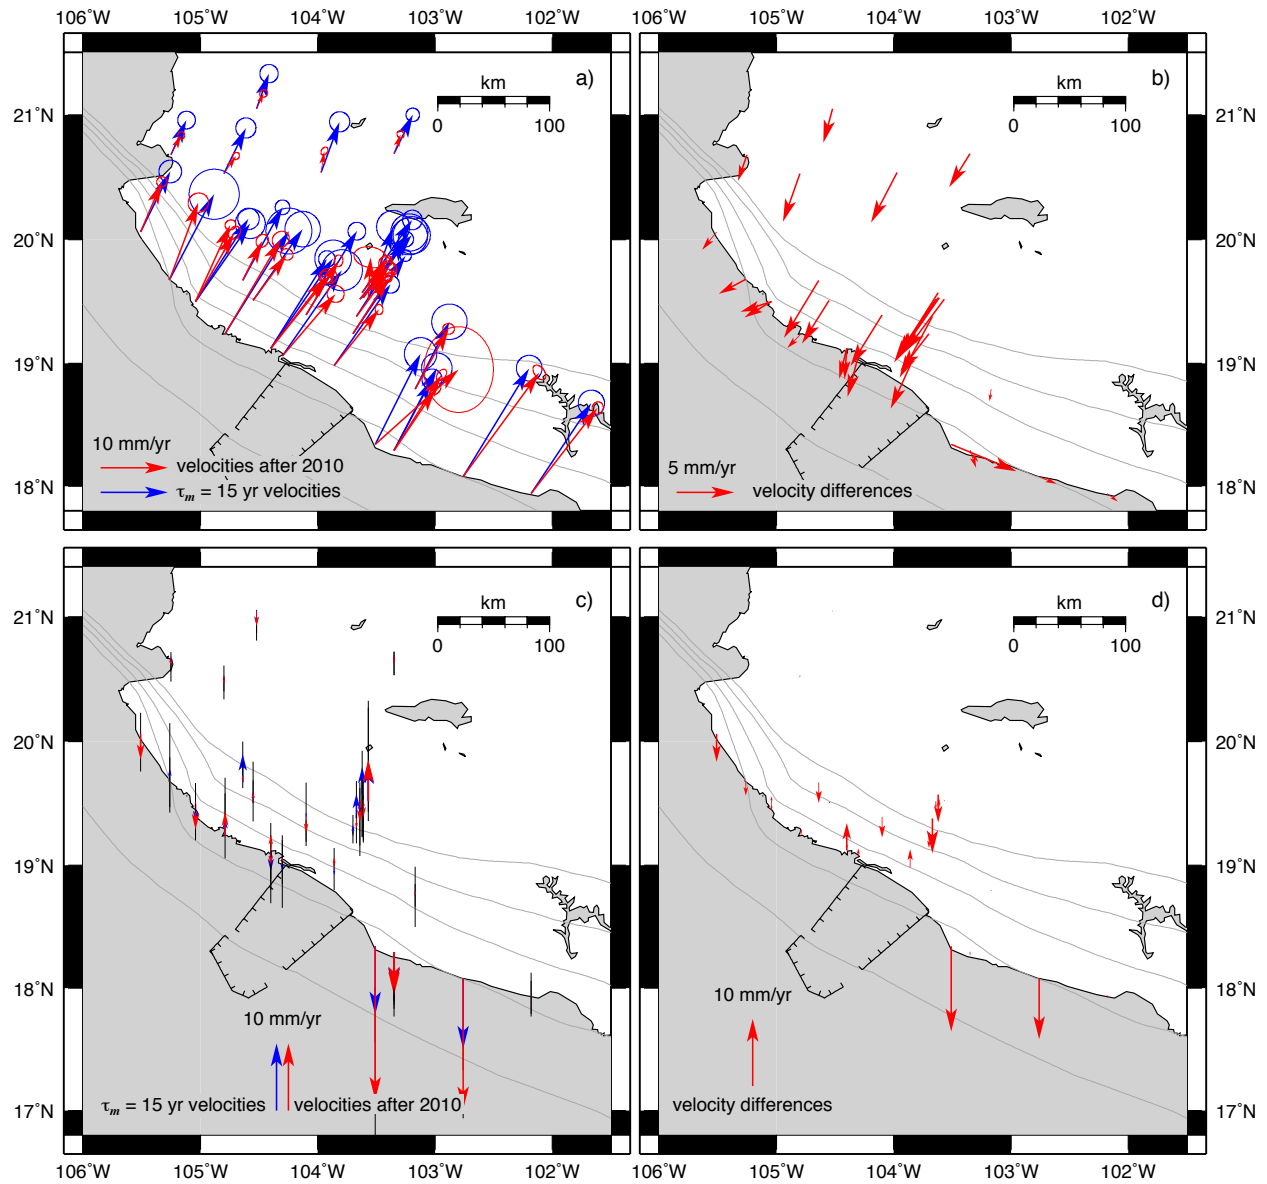 106˚W 105˚W 104˚W 103˚W 102˚W
106˚W 105˚W 104˚W 103˚W 102˚W
a)
km
0 100
21˚N
20˚N
19˚N
18˚N
10 mm/yr
velocities after 2010
τm = 15 yr velocities
b)
km
0 100
21˚N
20˚N
19˚N
18˚N
5 mm/yr
velocity differences
c)
km
0 100
21˚N
20˚N
19˚N
18˚N
17˚N
10 mm/yr
τm = 15 yr velocities
velocities after 2010
106˚W 105˚W 104˚W 103˚W 102˚W
d)
km
0 100
21˚N
20˚N
19˚N
18˚N
17˚N
10 mm/yr
velocity differences
106˚W 105˚W 104˚W 103˚W 102˚W